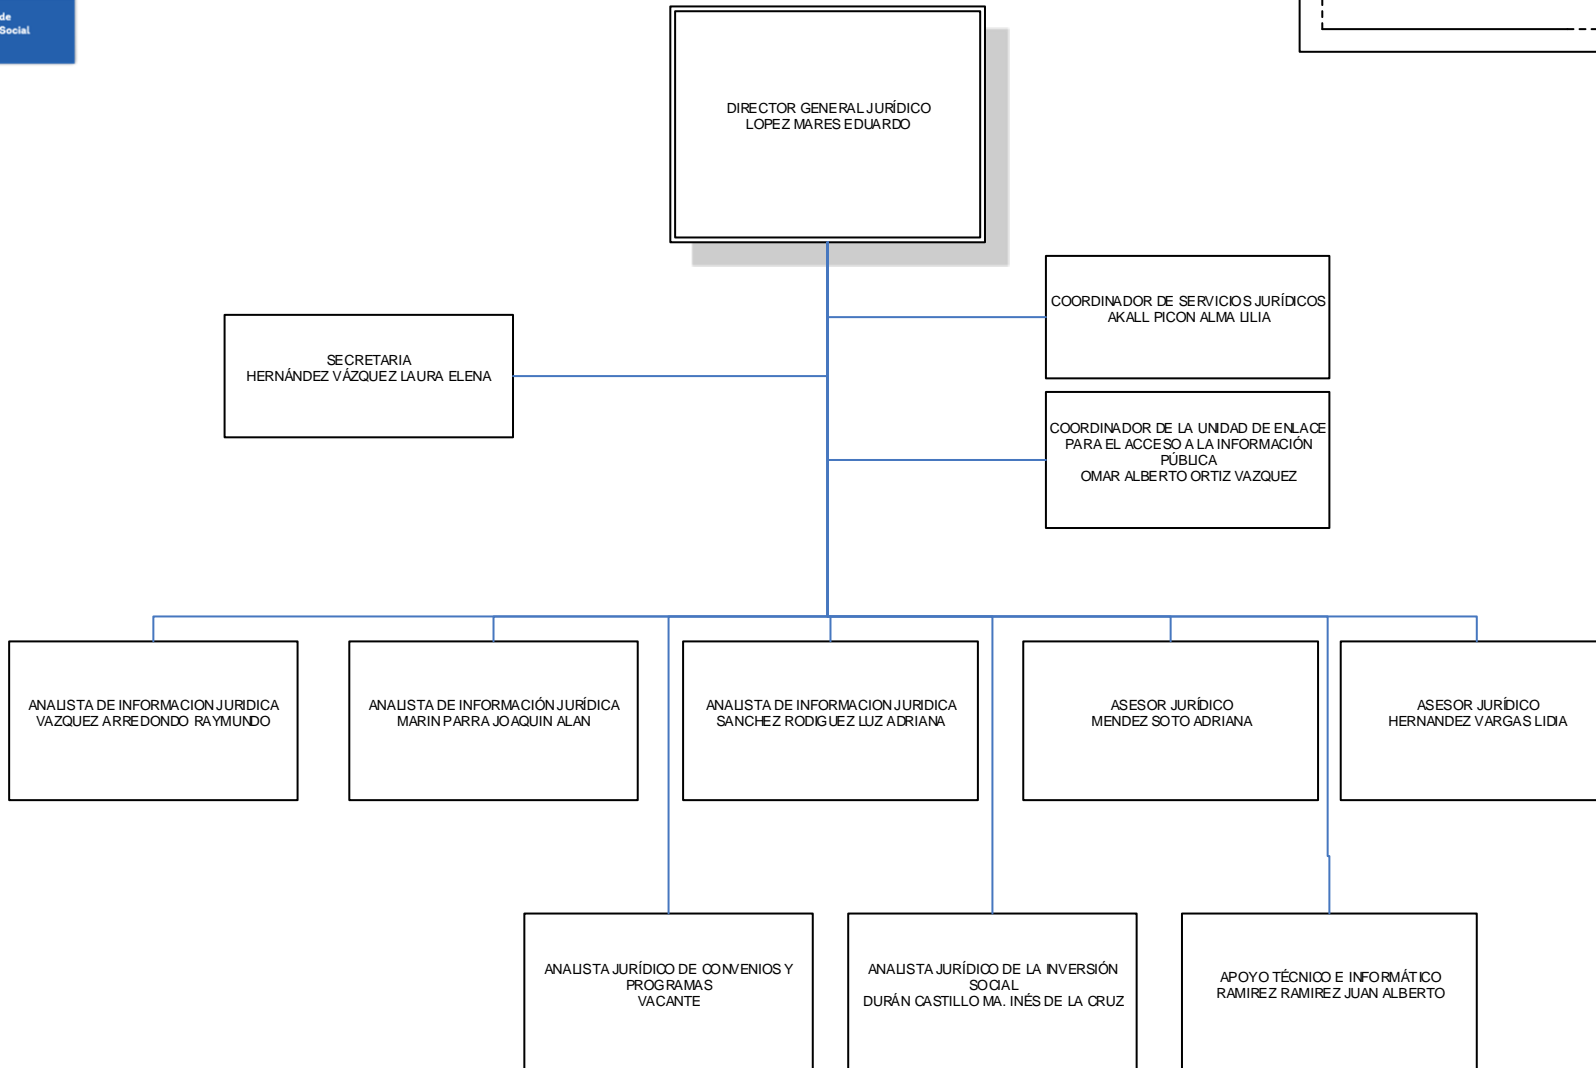 de
Social
DIRECTOR GENERAL JURÍDICO
LOPEZ MARES EDUARDO
COORDINADOR DE SERVICIOS JURÍDICOS
AKALL PICON ALMA LILIA
SECRETARIA
HERNÁNDEZ VÁZQUEZ LAURA ELENA
COORDINADOR DE LA UNIDAD DE ENLACE
PARA EL ACCESO A LA INFORMACIÓN
PÚBLICA
OMAR ALBERTO ORTIZ VAZQUEZ
ANALISTA DE INFORMACION JURIDICA
VAZQUEZ ARREDONDO RAYMUNDO
ANALISTA DE INFORMACIÓN JURÍDICA
MARIN PARRA JOAQUIN ALAN
ANALISTA DE INFORMACION JURIDICA
SANCHEZ RODIGUEZ LUZ ADRIANA
ASESOR JURÍDICO
MENDEZ SOTO ADRIANA
ASESOR JURÍDICO
HERNANDEZ VARGAS LIDIA
ANALISTA JURÍDICO DE CONVENIOS Y
PROGRAMAS
VACANTE
ANALISTA JURÍDICO DE LA INVERSIÓN
SOCIAL
DURÁN CASTILLO MA. INÉS DE LA CRUZ
APOYO TÉCNICO E INFORMÁTICO
RAMIREZ RAMIREZ JUAN ALBERTO